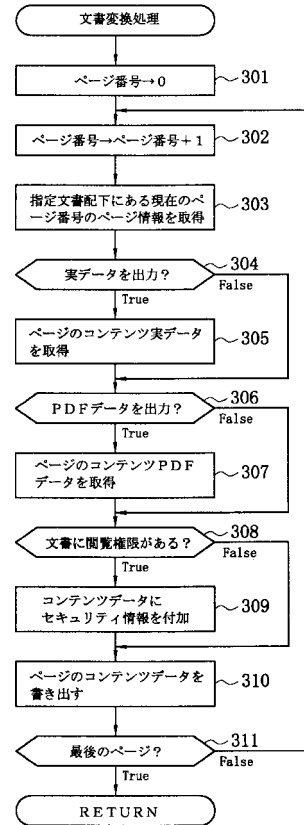 文書変換処理
ページ番号→0
301
ページ番号→ページ番号+1
302
指定文書配下にある現在の
ページ番号のページ情報を取得
303
実データを出力?
304
False
True
ページのコンテンツ実データ
を取得
305
PDFデータを出力?
306
False
True
ページのコンテンツPDF
データを取得
307
文書に閲覧権限がある?
308
False
True
コンテンツデータに
セキュリティ情報を付加
309
ページのコンテンツデータを
書き出す
310
最後のページ?
311
False
True
RETURN